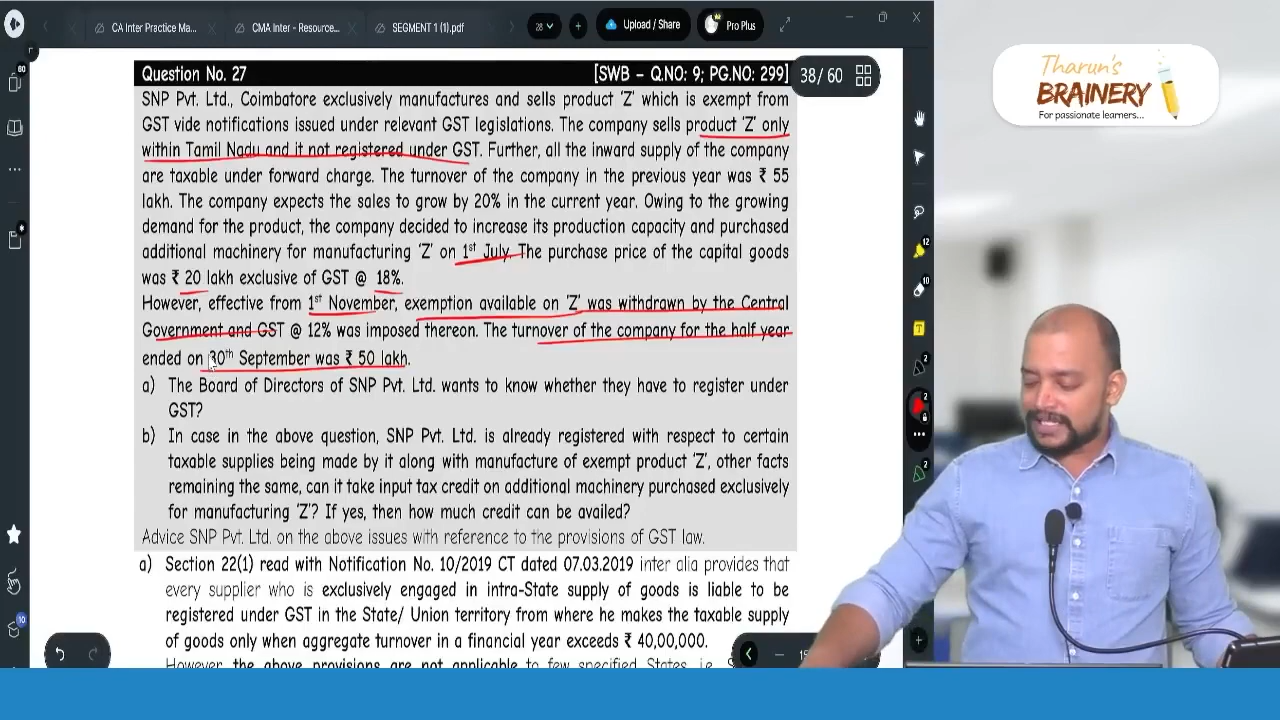 CA Inter Practice Ma...
CMA Inter - Resource...
SEGMENT 1 (1).pdf
28
Upload / Share
Pro Plus
Question No. 27 [SWB – Q.NO: 9; PG.NO: 299]
38/60
SNP Pvt. Ltd., Coimbatore exclusively manufactures and sells product 'Z' which is exempt from
GST vide notifications issued under relevant GST legislations. The company sells product 'Z' only
within Tamil Nadu and it not registered under GST. Further, all the inward supply of the company
are taxable under forward charge. The turnover of the company in the previous year was ₹ 55
lakh. The company expects the sales to grow by 20% in the current year. Owing to the growing
demand for the product, the company decided to increase its production capacity and purchased
additional machinery for manufacturing 'Z' on 1st July. The purchase price of the capital goods
was ₹ 20 lakh exclusive of GST @ 18%.
However, effective from 1st November, exemption available on 'Z' was withdrawn by the Central
Government and GST @ 12% was imposed thereon. The turnover of the company for the half year
ended on 30th September was ₹ 50 lakh.
a) The Board of Directors of SNP Pvt. Ltd. wants to know whether they have to register under
GST?
b) In case in the above question, SNP Pvt. Ltd. is already registered with respect to certain
taxable supplies being made by it along with manufacture of exempt product 'Z', other facts
remaining the same, can it take input tax credit on additional machinery purchased exclusively
for manufacturing 'Z'? If yes, then how much credit can be availed?
Advice SNP Pvt. Ltd. on the above issues with reference to the provisions of GST law.
a) Section 22(1) read with Notification No. 10/2019 CT dated 07.03.2019 inter alia provides that
every supplier who is exclusively engaged in intra-State supply of goods is liable to be
registered under GST in the State/ Union territory from where he makes the taxable supply
of goods only when aggregate turnover in a financial year exceeds ₹ 40,00,000.
However the above provisions are not applicable to few specified States, i.e.
Tharun's
BRAINERY
For passionate learners...